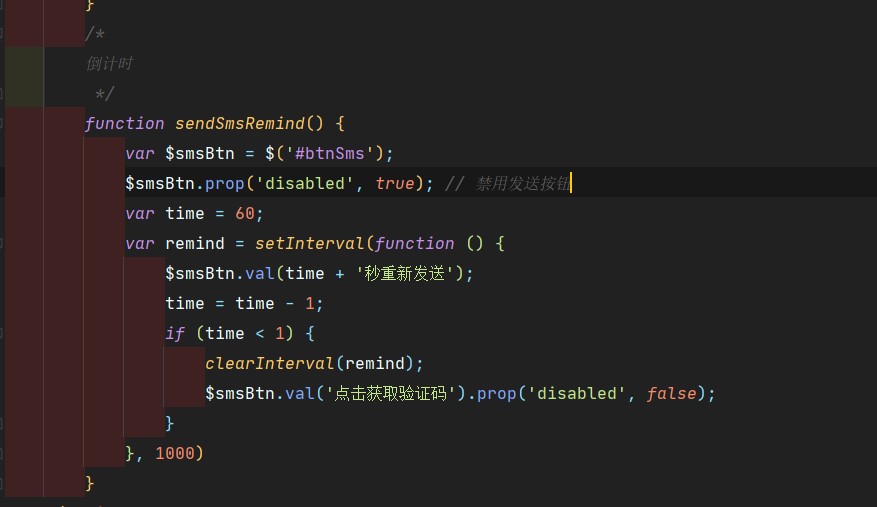 }
/*
倒计时
 */
function sendSmsRemind() {
    var $smsBtn = $('#btnSms');
    $smsBtn.prop('disabled', true); // 禁用发送按钮
    var time = 60;
    var remind = setInterval(function () {
        $smsBtn.val(time + '秒重新发送');
        time = time - 1;
        if (time < 1) {
            clearInterval(remind);
            $smsBtn.val('点击获取验证码').prop('disabled', false);
        }
    }, 1000)
}